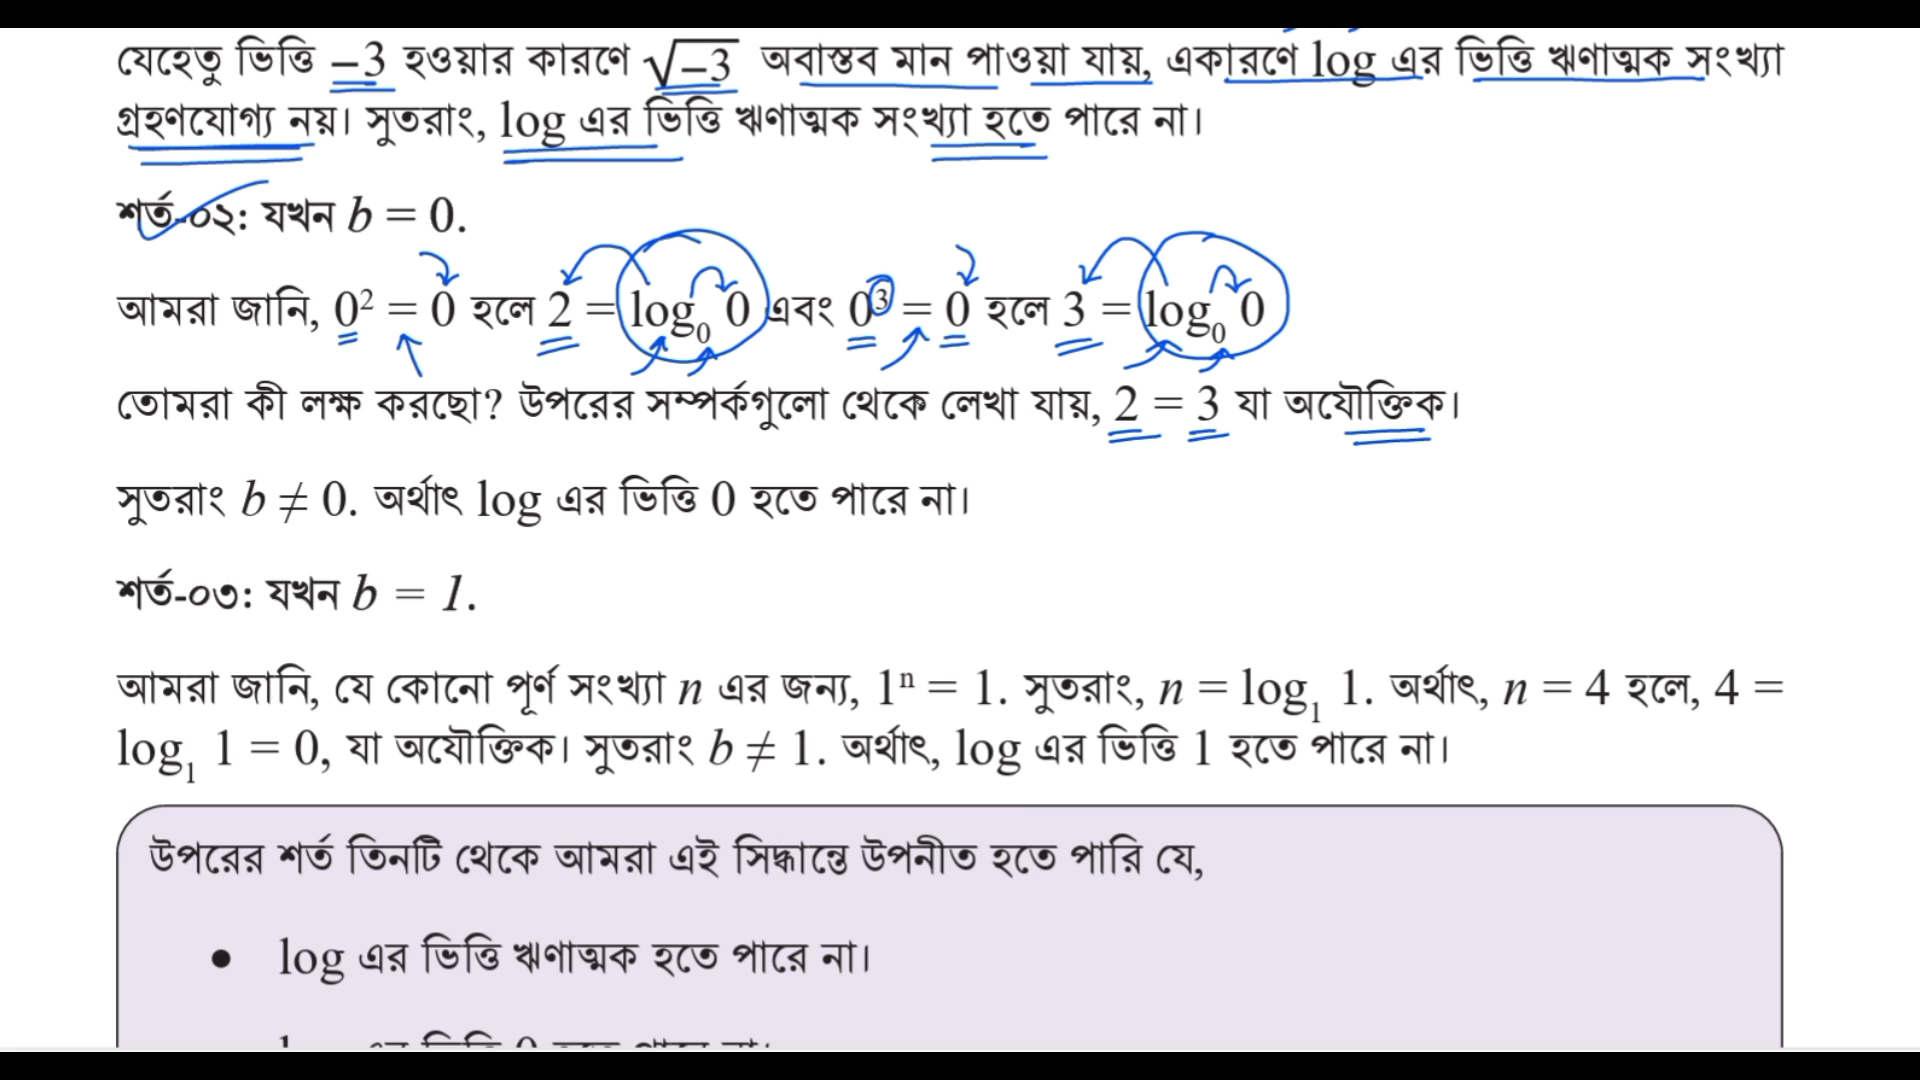 যেহেতু ভিত্তি −3 হওয়ার কারণে √−3 অবাস্তব মান পাওয়া যায়, একারণে log এর ভিত্তি ঋণাত্মক সংখ্যা
গ্রহণযোগ্য নয়। সুতরাং, log এর ভিত্তি ঋণাত্মক সংখ্যা হতে পারে না।
শর্ত-০২: যখন b = 0.
আমরা জানি, 0² = 0 হলে 2 = log₀ 0 এবং 0³ = 0 হলে 3 = log₀ 0
তোমরা কী লক্ষ করছো? উপরের সম্পর্কগুলো থেকে লেখা যায়, 2 = 3 যা অযৌক্তিক।
সুতরাং b ≠ 0. অর্থাৎ log এর ভিত্তি 0 হতে পারে না।
শর্ত-০৩: যখন b = 1.
আমরা জানি, যে কোনো পূর্ণ সংখ্যা n এর জন্য, 1ⁿ = 1. সুতরাং, n = log₁ 1. অর্থাৎ, n = 4 হলে, 4 =
log₁ 1 = 0, যা অযৌক্তিক। সুতরাং b ≠ 1. অর্থাৎ, log এর ভিত্তি 1 হতে পারে না।
উপরের শর্ত তিনটি থেকে আমরা এই সিদ্ধান্তে উপনীত হতে পারি যে,
● log এর ভিত্তি ঋণাত্মক হতে পারে না।